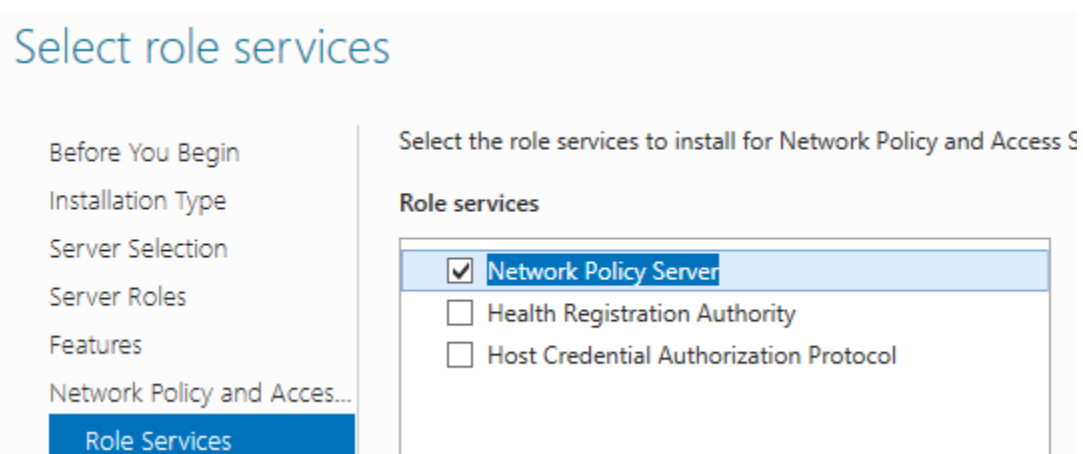 Select role services
Before You Begin
Installation Type
Server Selection
Server Roles
Features
Network Policy and Acces...
Role Services
Select the role services to install for Network Policy and Access S
Role services
Network Policy Server
Health Registration Authority
Host Credential Authorization Protocol